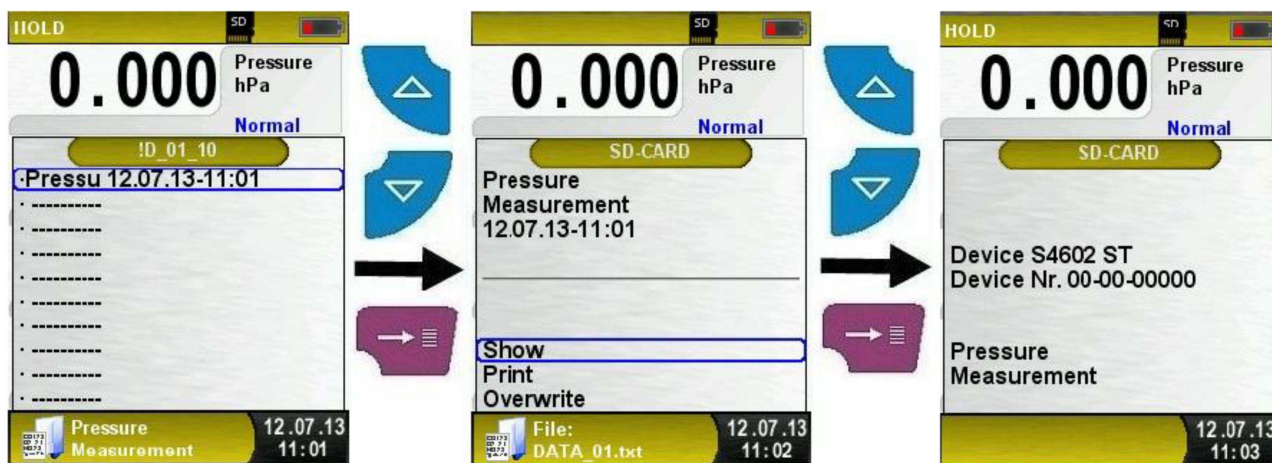 HOLD
SD
0.000
Pressure
hPa
Normal
!D_01_10
·Pressu 12.07.13-11:01
· ----------
· ----------
· ----------
· ----------
· ----------
· ----------
· ----------
· ----------
· ----------
Pressure
Measurement
12.07.13
11:01
SD
0.000
Pressure
hPa
Normal
SD-CARD
Pressure
Measurement
12.07.13-11:01
Show
Print
Overwrite
File:
DATA_01.txt
12.07.13
11:02
HOLD
SD
0.000
Pressure
hPa
Normal
SD-CARD
Device S4602 ST
Device Nr. 00-00-00000
Pressure
Measurement
12.07.13
11:03